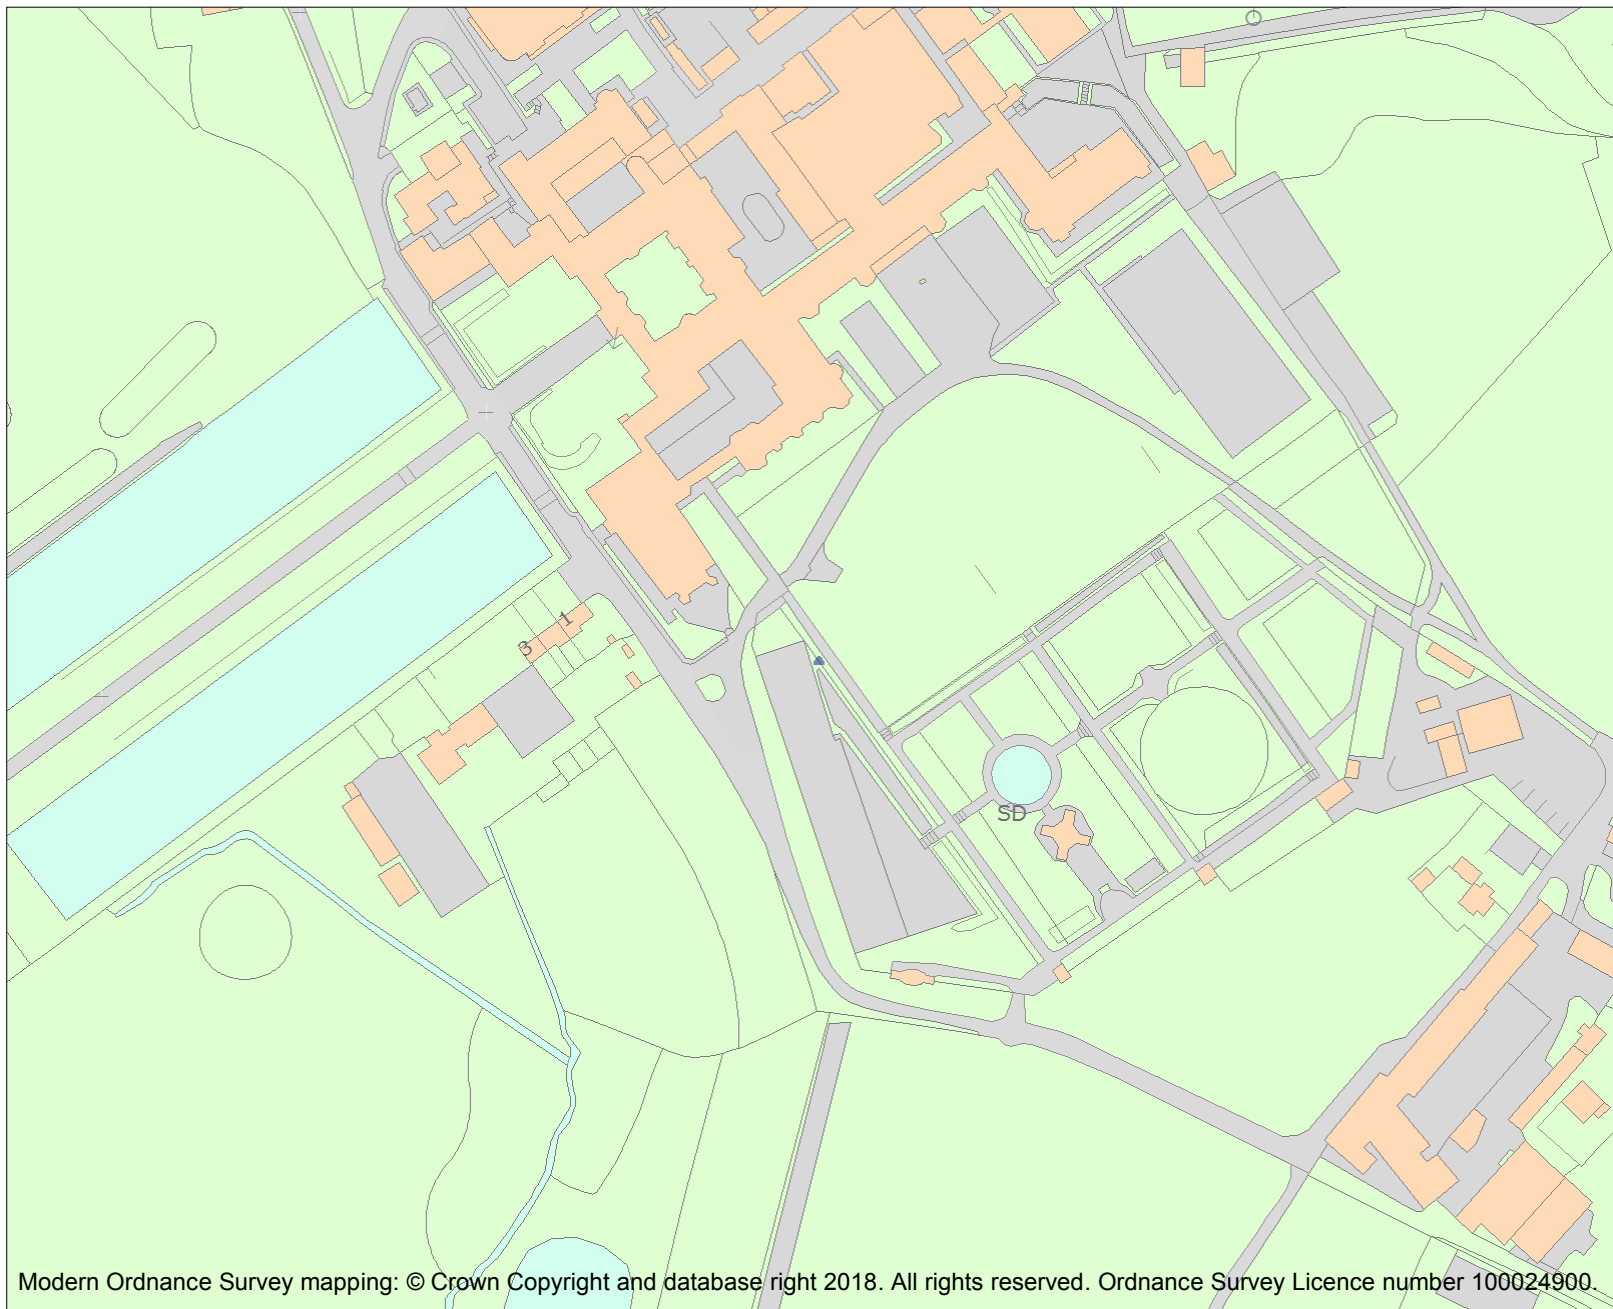 1
3
SD
Modern Ordnance Survey mapping: © Crown Copyright and database right 2018. All rights reserved. Ordnance Survey Licence number 100024900.